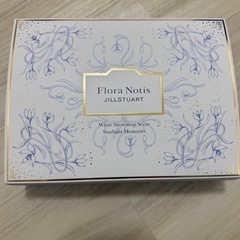 Flora Notis
JILLSTUART
White Snowdrop Scent
Starlight Memories